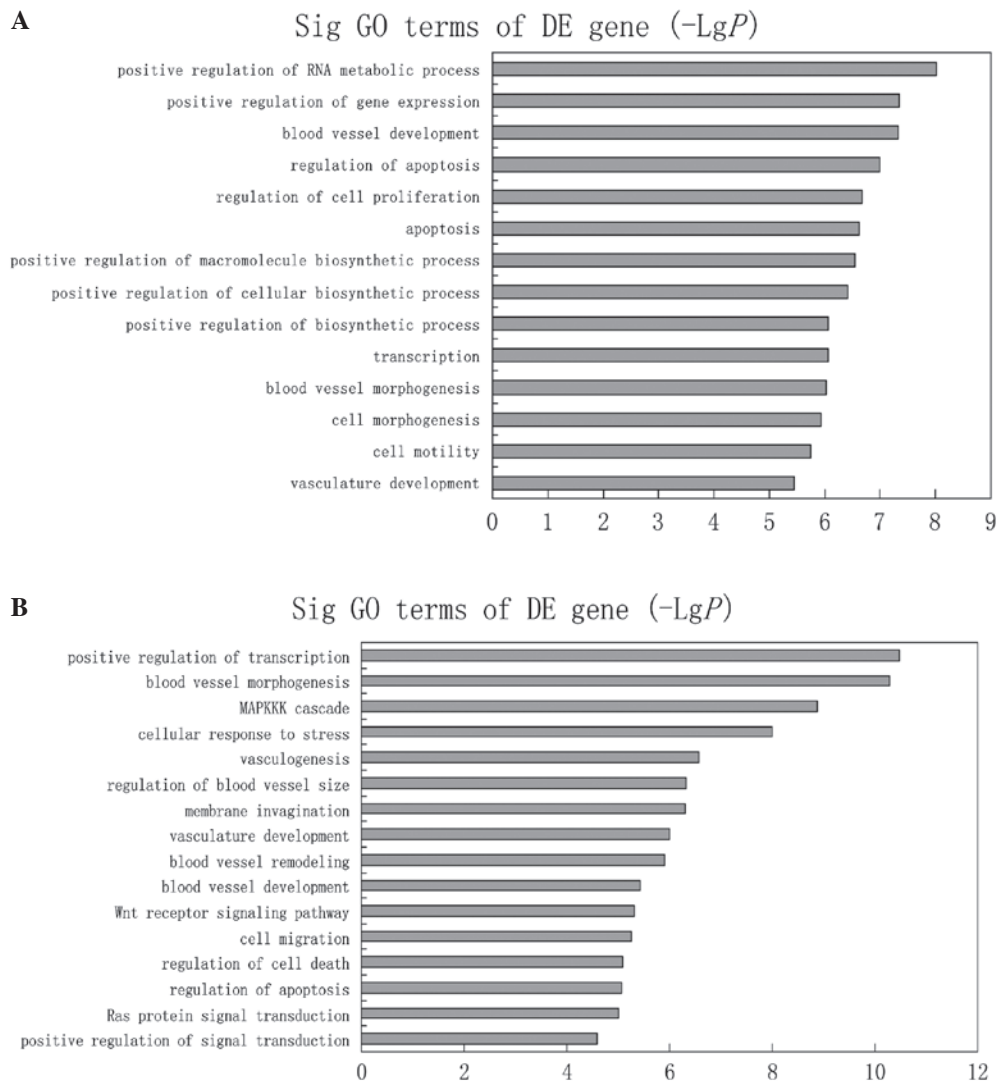 A
Sig GO terms of DE gene (-LgP)
positive regulation of RNA metabolic process
positive regulation of gene expression
blood vessel development
regulation of apoptosis
regulation of cell proliferation
apoptosis
positive regulation of macromolecule biosynthetic process
positive regulation of cellular biosynthetic process
positive regulation of biosynthetic process
transcription
blood vessel morphogenesis
cell morphogenesis
cell motility
vasculature development
0 1 2 3 4 5 6 7 8 9
B
Sig GO terms of DE gene (-LgP)
positive regulation of transcription
blood vessel morphogenesis
MAPKKK cascade
cellular response to stress
vasculogenesis
regulation of blood vessel size
membrane invagination
vasculature development
blood vessel remodeling
blood vessel development
Wnt receptor signaling pathway
cell migration
regulation of cell death
regulation of apoptosis
Ras protein signal transduction
positive regulation of signal transduction
0 2 4 6 8 10 12